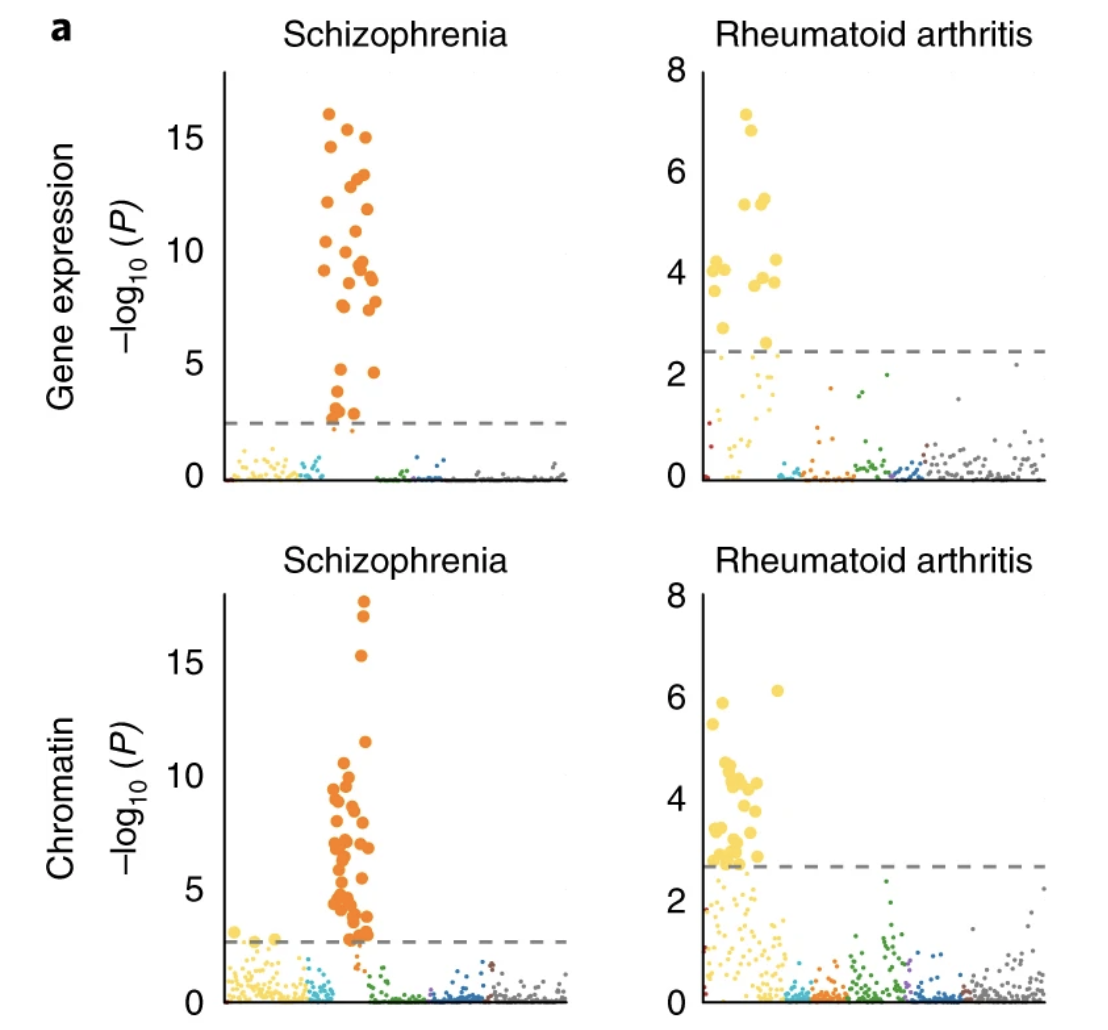 a
Schizophrenia
Rheumatoid arthritis
Gene expression
–log10 (P)
15
10
5
0
8
6
4
2
0
Schizophrenia
Rheumatoid arthritis
Chromatin
–log10 (P)
15
10
5
0
8
6
4
2
0